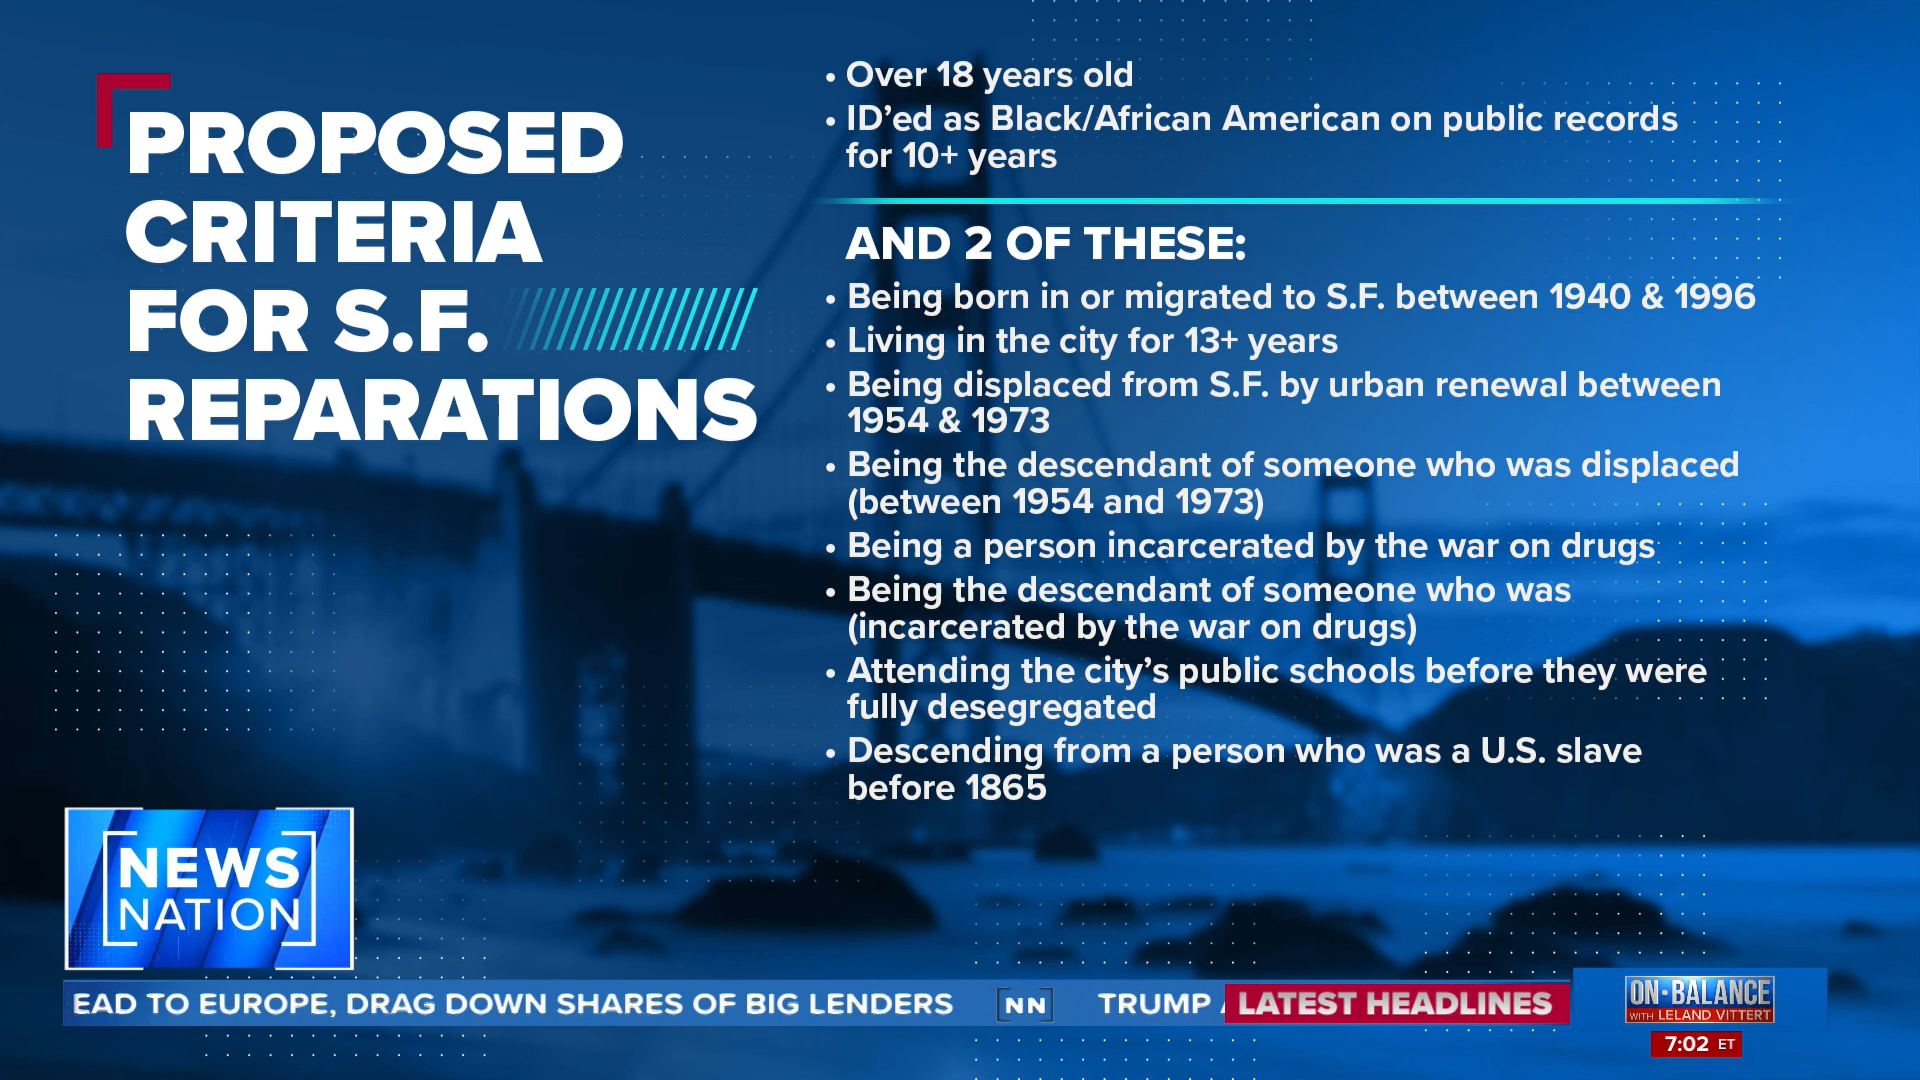 PROPOSED
CRITERIA
FOR S.F.
REPARATIONS
• Over 18 years old
• ID’ed as Black/African American on public records
for 10+ years
AND 2 OF THESE:
• Being born in or migrated to S.F. between 1940 & 1996
• Living in the city for 13+ years
• Being displaced from S.F. by urban renewal between
1954 & 1973
• Being the descendant of someone who was displaced
(between 1954 and 1973)
• Being a person incarcerated by the war on drugs
• Being the descendant of someone who was
(incarcerated by the war on drugs)
• Attending the city’s public schools before they were
fully desegregated
• Descending from a person who was a U.S. slave
before 1865
NEWS
NATION
EAD TO EUROPE, DRAG DOWN SHARES OF BIG LENDERS [NN] TRUMP
LATEST HEADLINES
ON•BALANCE
WITH LELAND VITTERT
7:02 ET